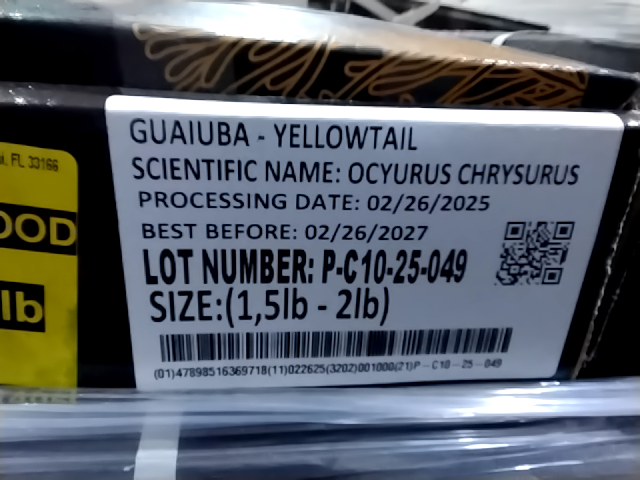 GUAIUBA - YELLOWTAIL
SCIENTIFIC NAME: OCYURUS CHRYSURUS
PROCESSING DATE: 02/26/2025
BEST BEFORE: 02/26/2027
LOT NUMBER: P-C10-25-049
SIZE:(1,5lb - 2lb)
(01)47898516369718(11)022625(3202)001000(21)P-C10-25-049
FL 33166
OOD
lb